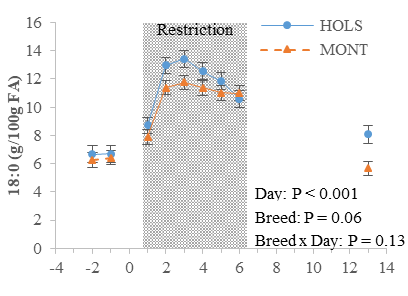 16
14
12
10
8
6
4
2
0
18:0 (g/100g FA)
Restriction
HOLS
MONT
Day: P < 0.001
Breed: P = 0.06
Breed x Day: P = 0.13
-4 -2 0 2 4 6 8 10 12 14